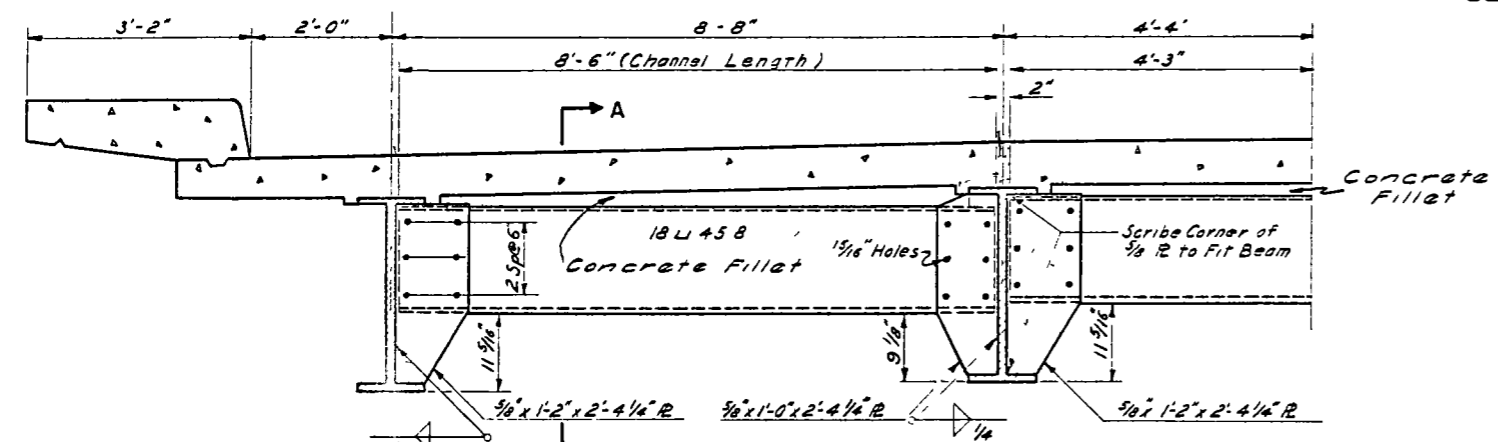 3'-2"
2'-0"
8-8"
4'-4'
8'-6" (Channel Length)
4'-3"
2"
A
Concrete
Fillet
18 ⊔ 45 8
15/16" Holes
Scribe Corner of
5/8 ℞ to Fit Beam
2 Sp@6"
Concrete Fillet
11 5/16"
9 1/8"
11 5/16"
5/8" x 1'-2" x 2'-4 1/4" ℞
5/8" x 1'-0" x 2'-4 1/4" ℞
5/8" x 1'-2" x 2'-4 1/4" ℞
1/4